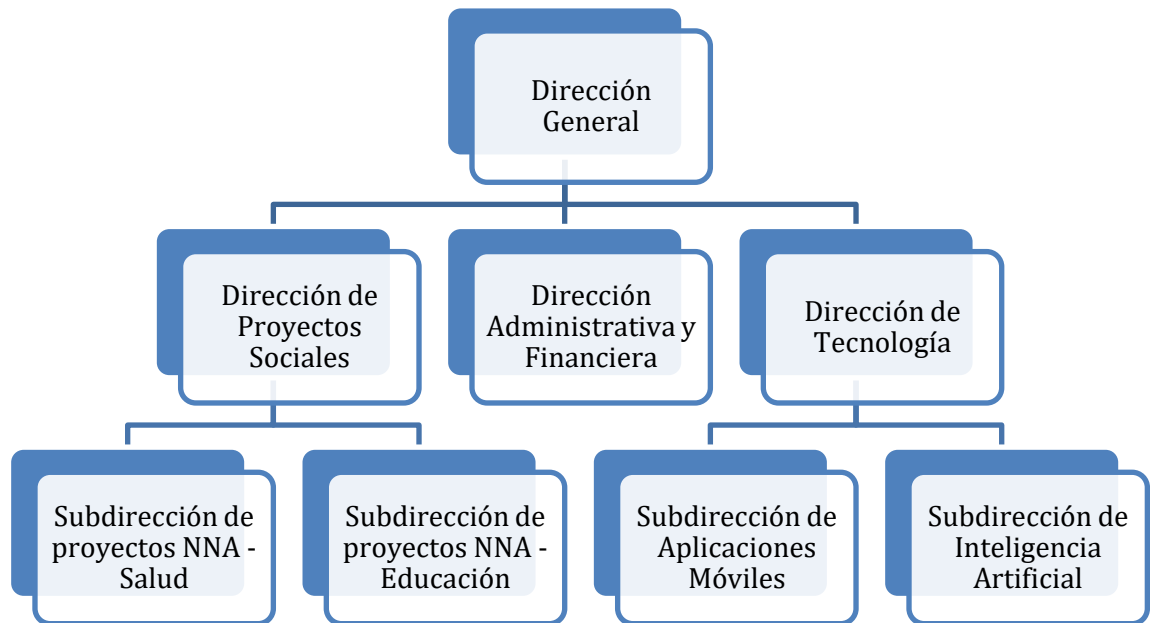 Dirección
General
Dirección de
Proyectos
Sociales
Dirección
Administrativa y
Financiera
Dirección de
Tecnología
Subdirección de
proyectos NNA -
Salud
Subdirección de
proyectos NNA -
Educación
Subdirección de
Aplicaciones
Móviles
Subdirección de
Inteligencia
Artificial